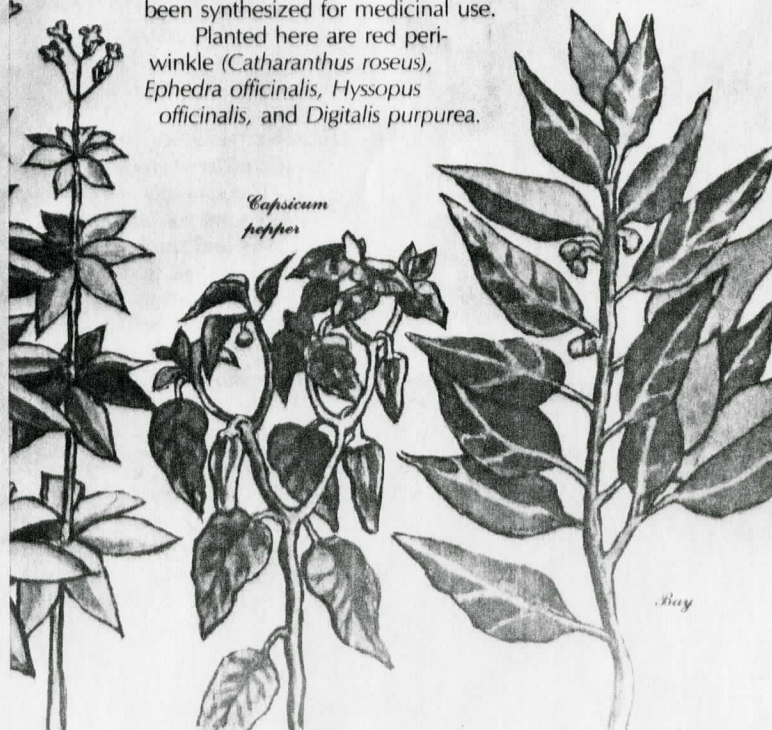 been synthesized for medicinal use.
Planted here are red peri-
winkle (Catharanthus roseus),
Ephedra officinalis, Hyssopus
officinalis, and Digitalis purpurea.
Capsicum
pepper
Bay